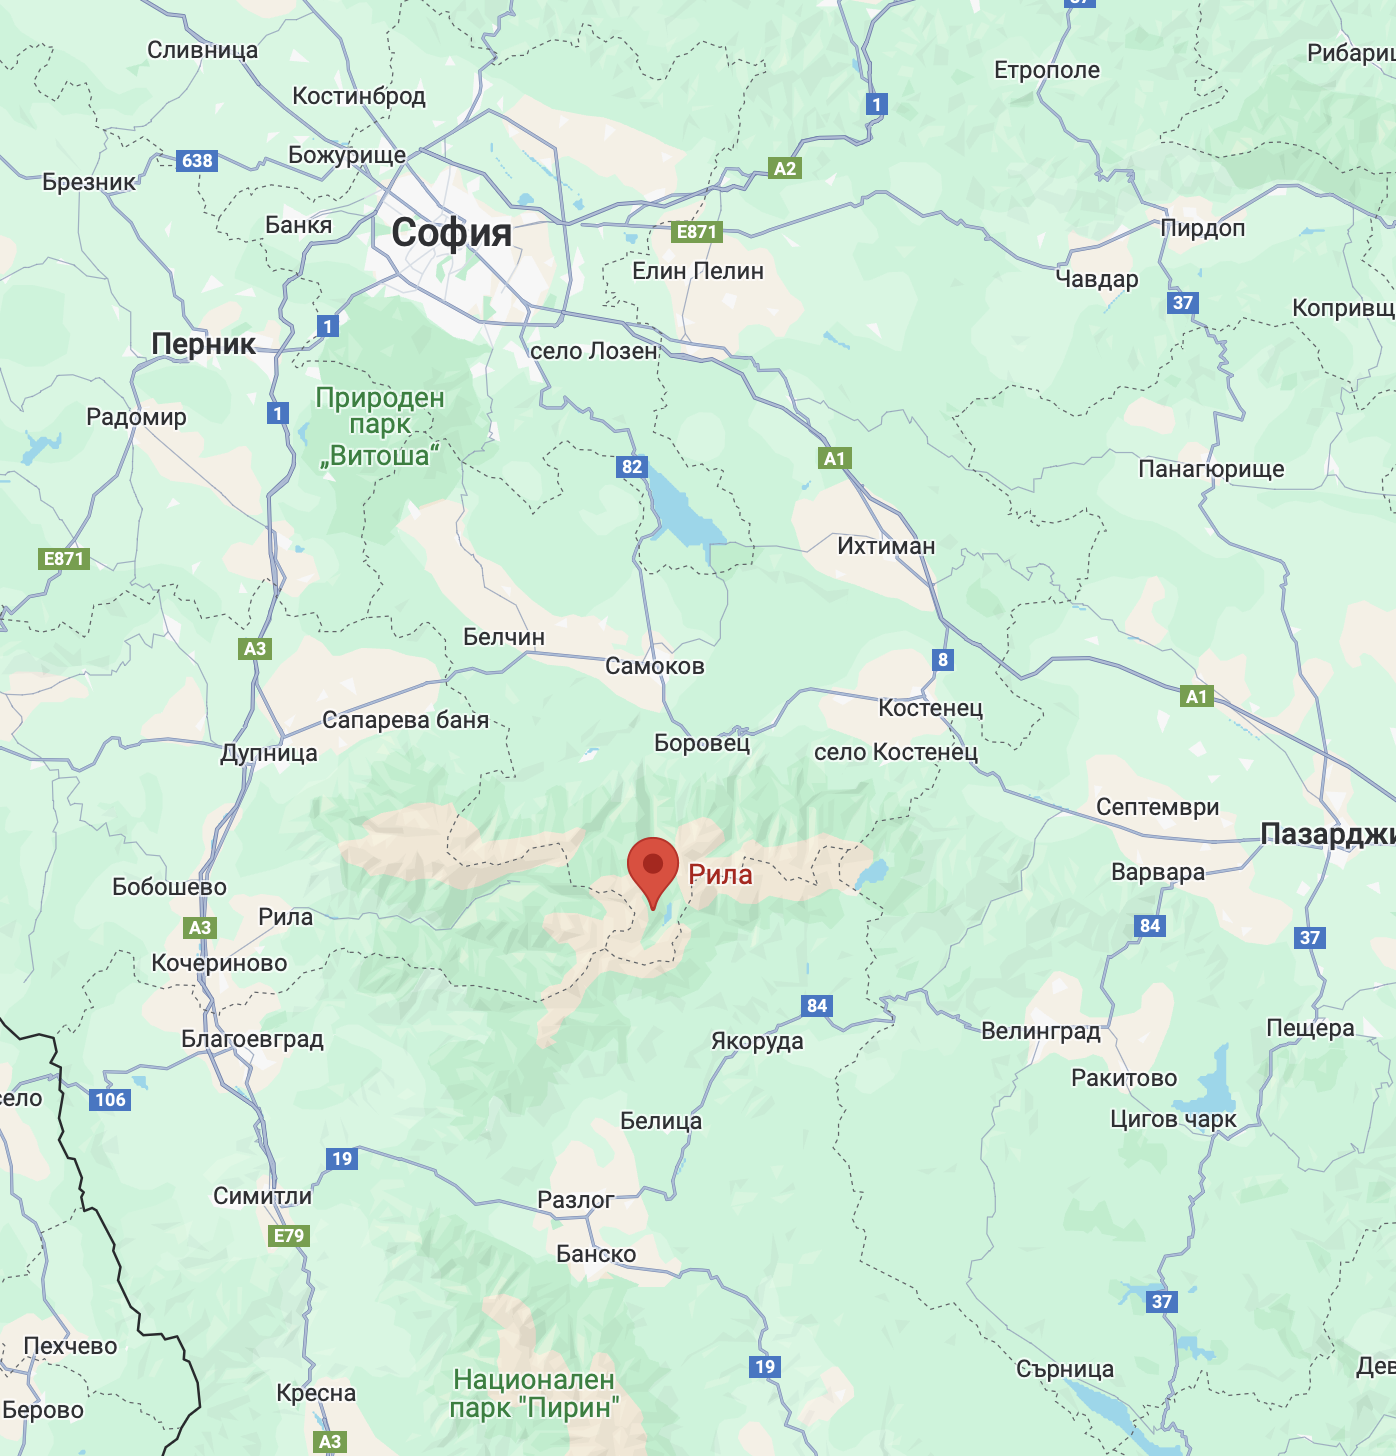 37
Сливница
Етрополе
Рибариц
Костинброд
1
Божурище
638
A2
Брезник
Банкя
София
E871
Пирдоп
Елин Пелин
Чавдар
37
Копривщ
1
Перник
село Лозен
Природен
парк
„Витоша“
1
Радомир
82
A1
Панагюрище
Ихтиман
E871
Белчин
A3
Самоков
8
A1
Костенец
Сапарева баня
Боровец
село Костенец
Дупница
Септември
Пазарджи
Рила
Варвара
Бобошево
Рила
A3
84
37
Кочериново
84
Благоевград
Якоруда
Велинград
Пещера
Ракитово
село
106
Белица
Цигов чарк
19
Симитли
Разлог
E79
Банско
37
Пехчево
19
Сърница
Дев
Национален
парк "Пирин"
Кресна
Берово
A3